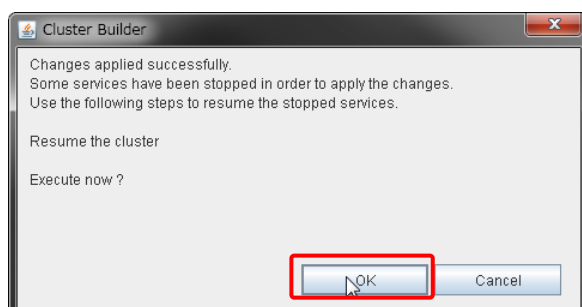 Cluster Builder
Changes applied successfully.
Some services have been stopped in order to apply the changes.
Use the following steps to resume the stopped services.
Resume the cluster
Execute now ?
OK
Cancel